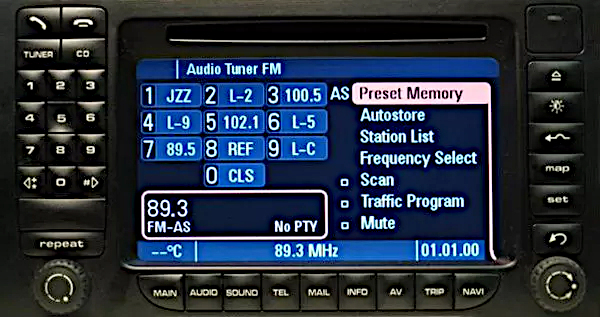 TUNER CD
Audio Tuner FM
1 JZZ 2 L-2 3 100.5 AS Preset Memory
4 L-9 5 102.1 6 L-5 Autostore
7 89.5 8 REF 9 L-C Station List
0 CLS Frequency Select
Scan
Traffic Program
Mute
89.3
FM-AS No PTY
--°C 89.3 MHz 01.01.00
1 2 3
4 5 6
7 8 9
0 #
repeat
map
set
MAIN AUDIO SOUND TEL MAIL INFO AV TRIP NAVI